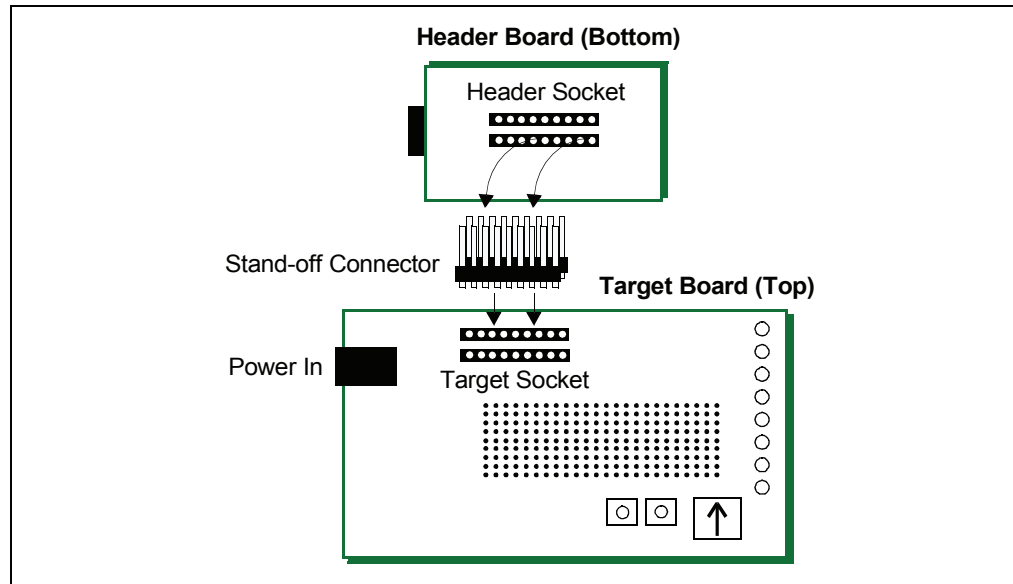 Header Board (Bottom)
Header Socket
Stand-off Connector
Target Board (Top)
Power In
Target Socket